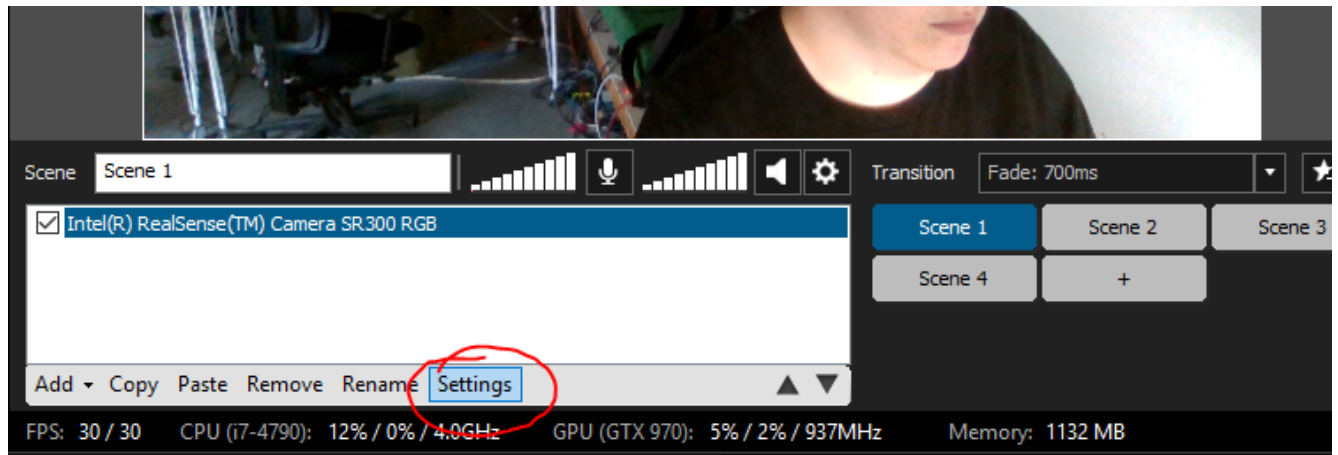 Scene Scene 1 Transition Fade: 700ms
Intel(R) RealSense(TM) Camera SR300 RGB
Scene 1 Scene 2 Scene 3
Scene 4 +
Add Copy Paste Remove Rename Settings
FPS: 30 / 30 CPU (i7-4790): 12% / 0% / 4.0GHz GPU (GTX 970): 5% / 2% / 937MHz Memory: 1132 MB